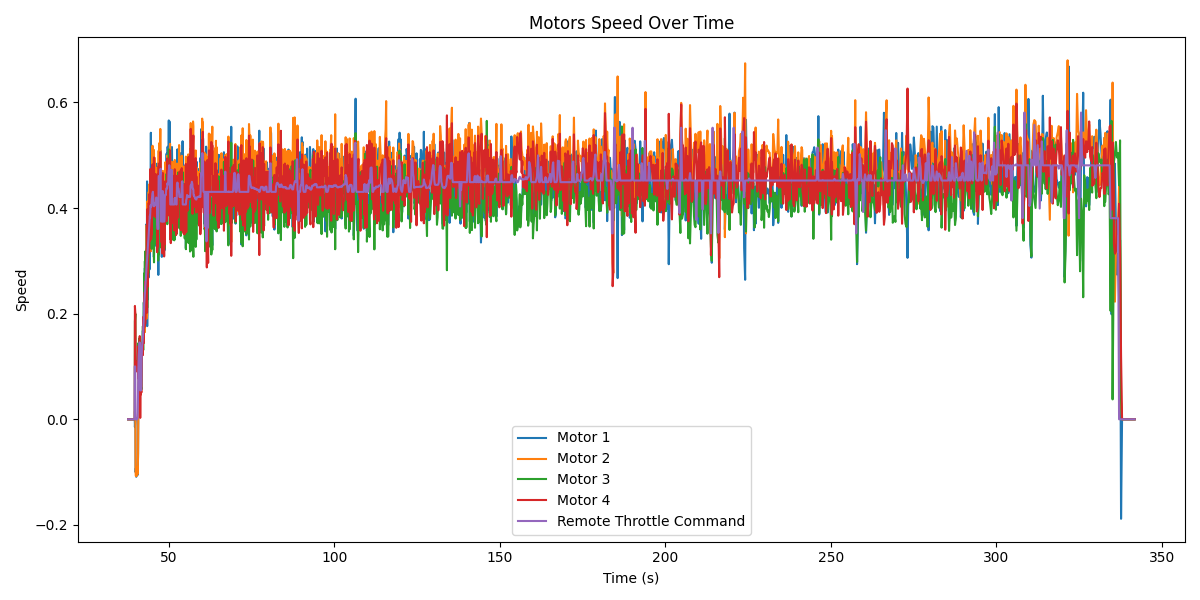 Motors Speed Over Time
Speed
0.6
0.4
0.2
0.0
−0.2
50
100
150
200
250
300
350
Time (s)
Motor 1
Motor 2
Motor 3
Motor 4
Remote Throttle Command